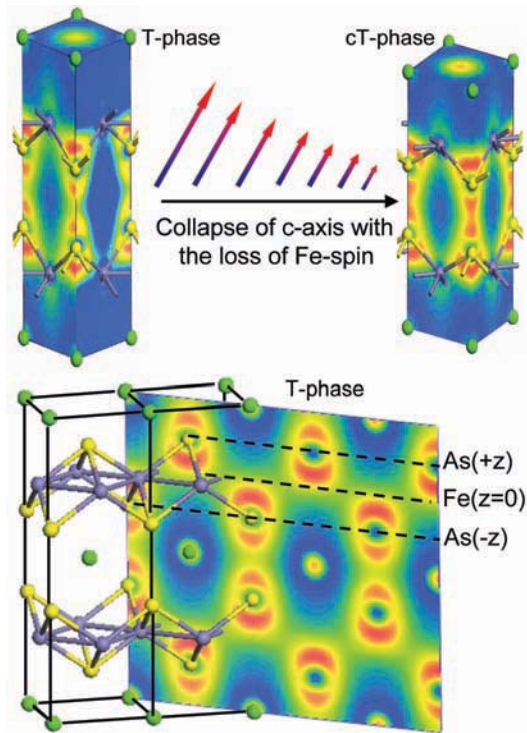 T-phase
cT-phase
Collapse of c-axis with
the loss of Fe-spin
T-phase
As(+z)
Fe(z=0)
As(-z)